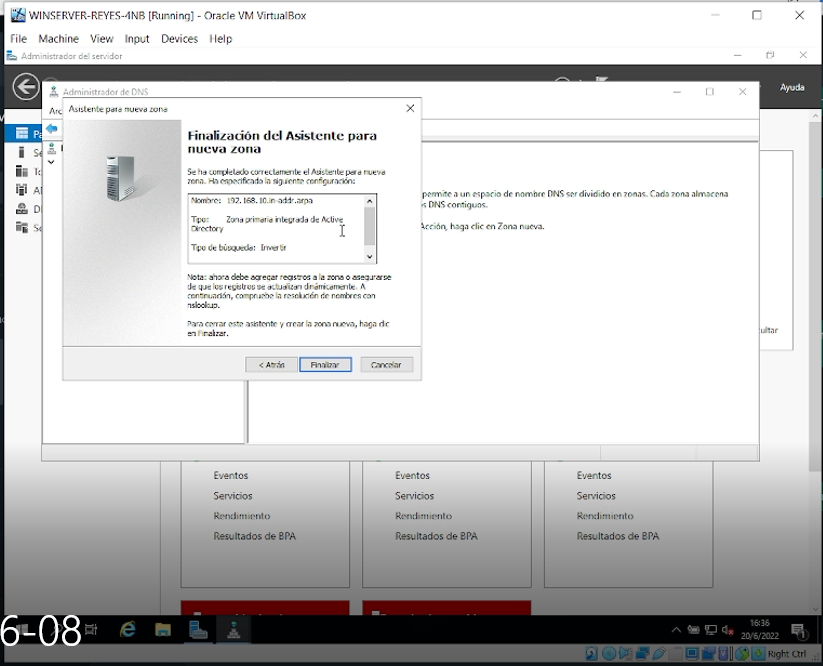 WINSERVER-REYES-4NB [Running] - Oracle VM VirtualBox
File Machine View Input Devices Help
Administrador del servidor
Ayuda
Administrador de DNS
Asistente para nueva zona
Finalización del Asistente para
nueva zona
Se ha completado correctamente el Asistente para nueva
zona. Ha especificado la siguiente configuración:
Nombre: 192.168.10.in-addr.arpa
Tipo: Zona primaria integrada de Active
Directory
Tipo de búsqueda: Invertir
permite a un espacio de nombre DNS ser dividido en zonas. Cada zona almacena
s DNS contiguos.
Acción, haga clic en Zona nueva.
Nota: ahora debe agregar registros a la zona o asegurarse
de que los registros se actualizan dinámicamente. A
continuación, compruebe la resolución de nombres con
nslookup.
Para cerrar este asistente y crear la zona nueva, haga clic
en Finalizar.
< Atrás Finalizar Cancelar
ultar
Eventos Eventos Eventos
Servicios Servicios Servicios
Rendimiento Rendimiento Rendimiento
Resultados de BPA Resultados de BPA Resultados de BPA
6-08
16:36
20/6/2022
Right Ctrl